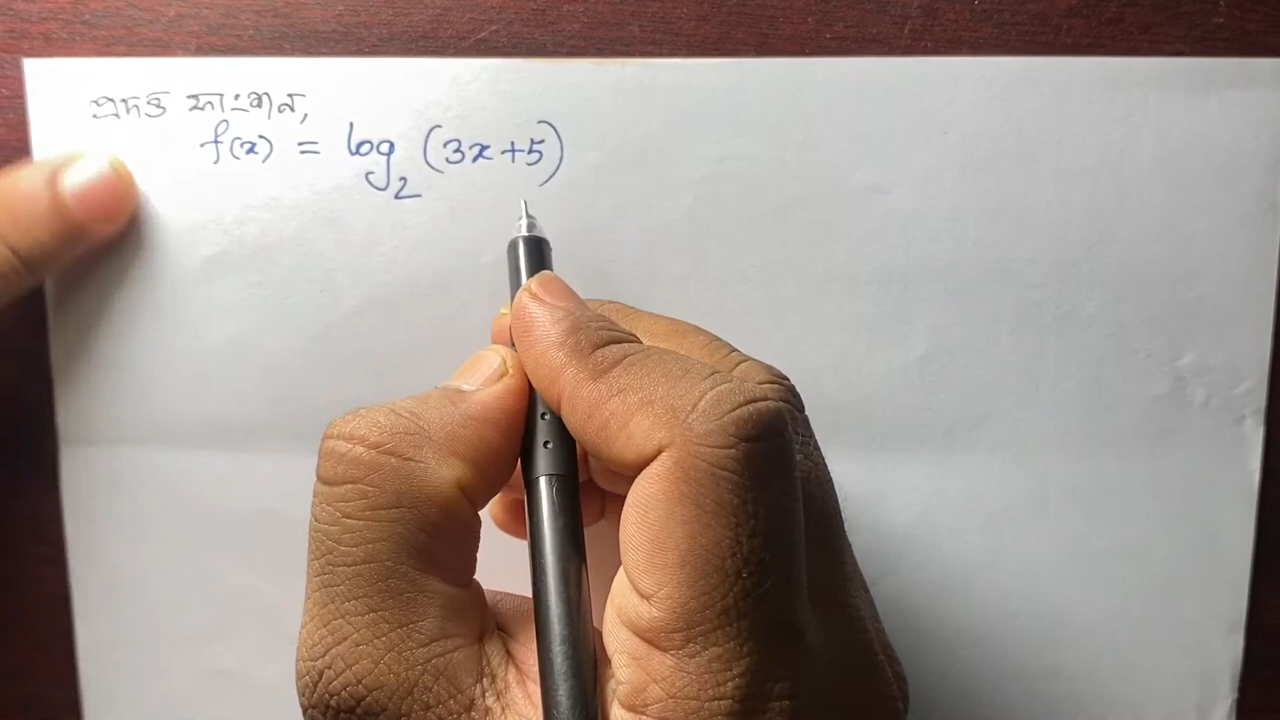 প্রদত্ত ফাংশন,
f(x) = log₂ (3x+5)